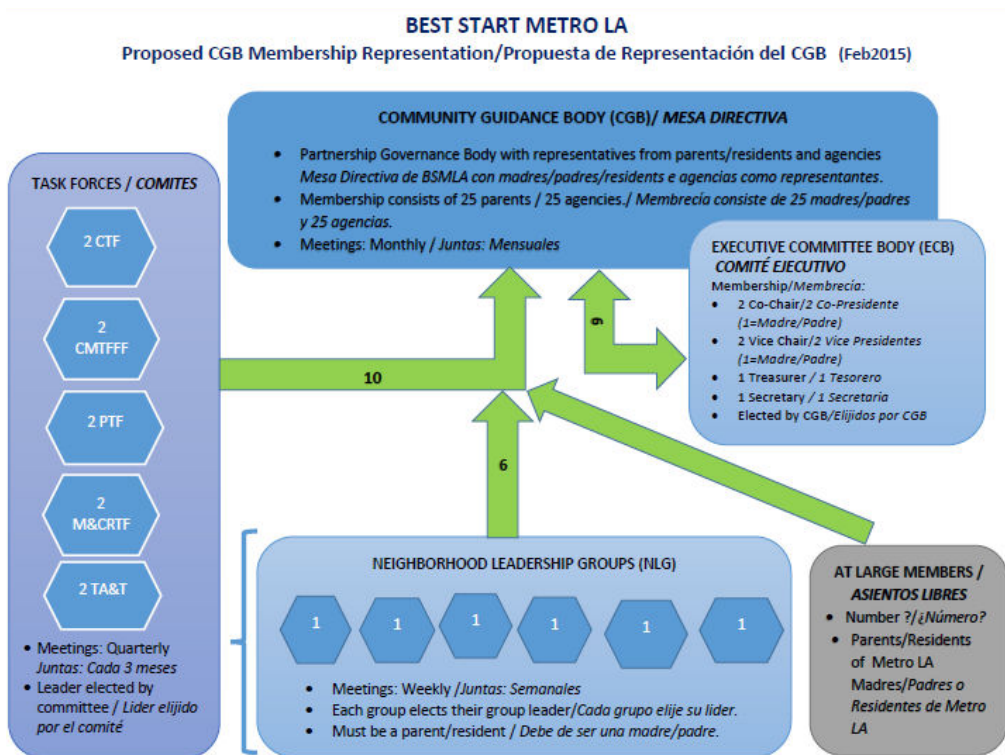 BEST START METRO LA
Proposed CGB Membership Representation/Propuesta de Representación del CGB (Feb2015)
COMMUNITY GUIDANCE BODY (CGB)/ MESA DIRECTIVA
• Partnership Governance Body with representatives from parents/residents and agencies
Mesa Directiva de BSMLA con madres/padres/residents e agencias como representantes.
• Membership consists of 25 parents / 25 agencies./ Membrecía consiste de 25 madres/padres
y 25 agencias.
• Meetings: Monthly / Juntas: Mensuales
TASK FORCES / COMITES
2 CTF
2
CMTFFF
2 PTF
2
M&CRTF
2 TA&T
• Meetings: Quarterly
Juntas: Cada 3 meses
• Leader elected by
committee / Lider elijido
por el comité
EXECUTIVE COMMITTEE BODY (ECB)
COMITÉ EJECUTIVO
Membership/Membrecía:
• 2 Co-Chair/2 Co-Presidente
(1=Madre/Padre)
• 2 Vice Chair/2 Vice Presidentes
(1=Madre/Padre)
• 1 Treasurer / 1 Tesorero
• 1 Secretary / 1 Secretaria
• Elected by CGB/Elijidos por CGB
6
10
6
NEIGHBORHOOD LEADERSHIP GROUPS (NLG)
1 1 1 1 1 1
• Meetings: Weekly /Juntas: Semanales
• Each group elects their group leader/Cada grupo elije su lider.
• Must be a parent/resident / Debe de ser una madre/padre.
AT LARGE MEMBERS /
ASIENTOS LIBRES
• Number ?/¿Número?
• Parents/Residents
of Metro LA
Madres/Padres o
Residentes de Metro
LA